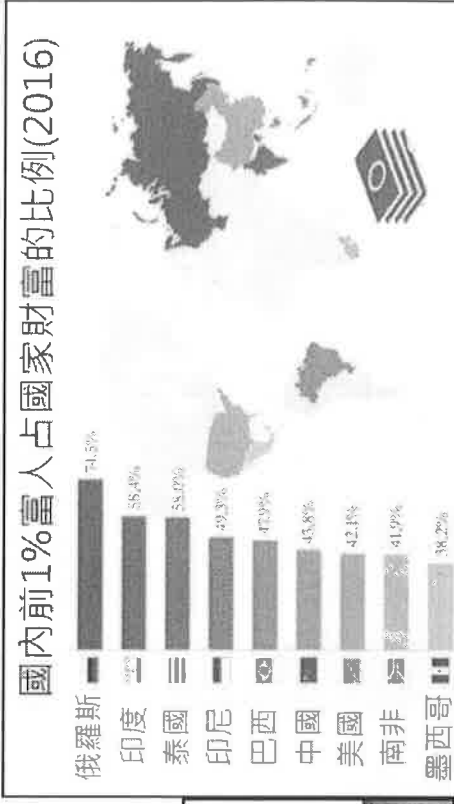 國內前1%富人占國家財富的比例(2016)
俄羅斯 74.5%
印度 58.4%
泰國 58.0%
印尼 49.3%
巴西 47.9%
中國 43.8%
美國 42.1%
南非 41.9%
墨西哥 38.2%